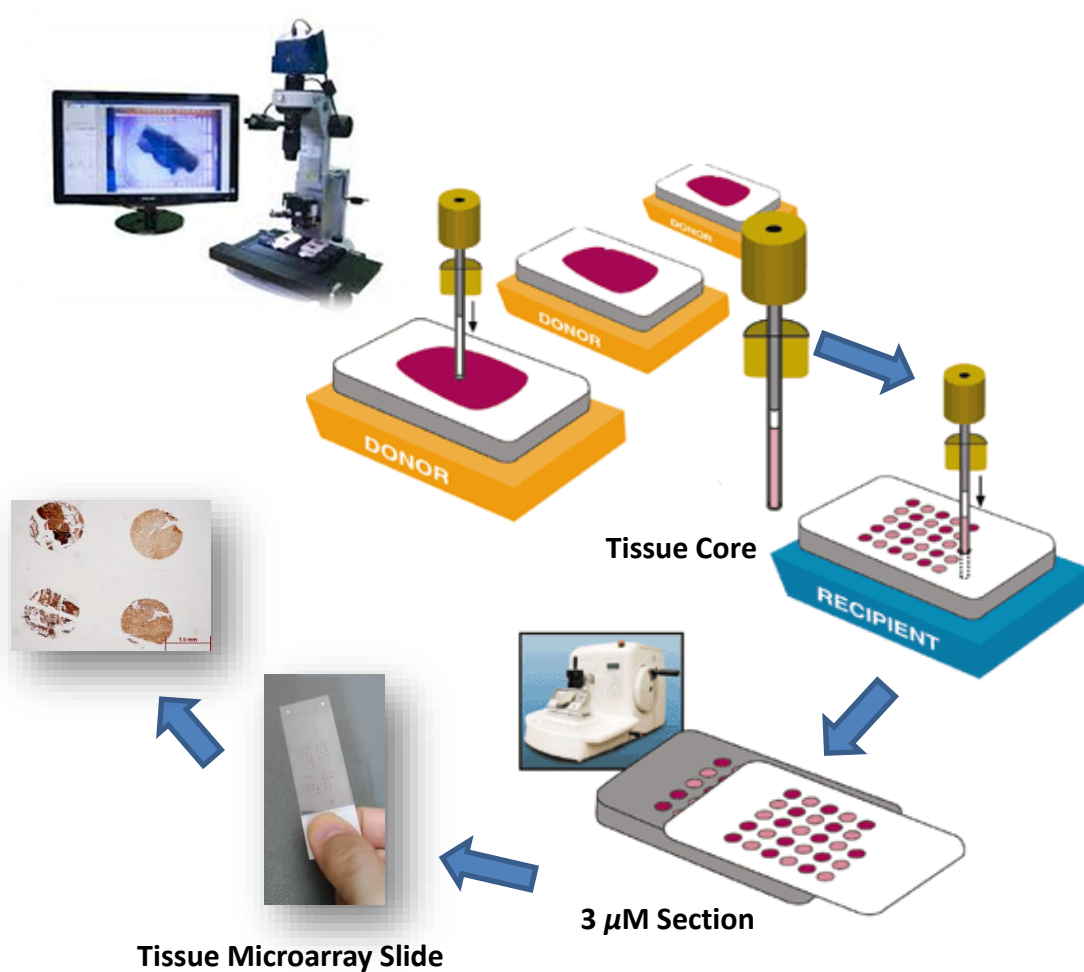 DONOR
DONOR
DONOR
Tissue Core
RECIPIENT
3 µM Section
Tissue Microarray Slide